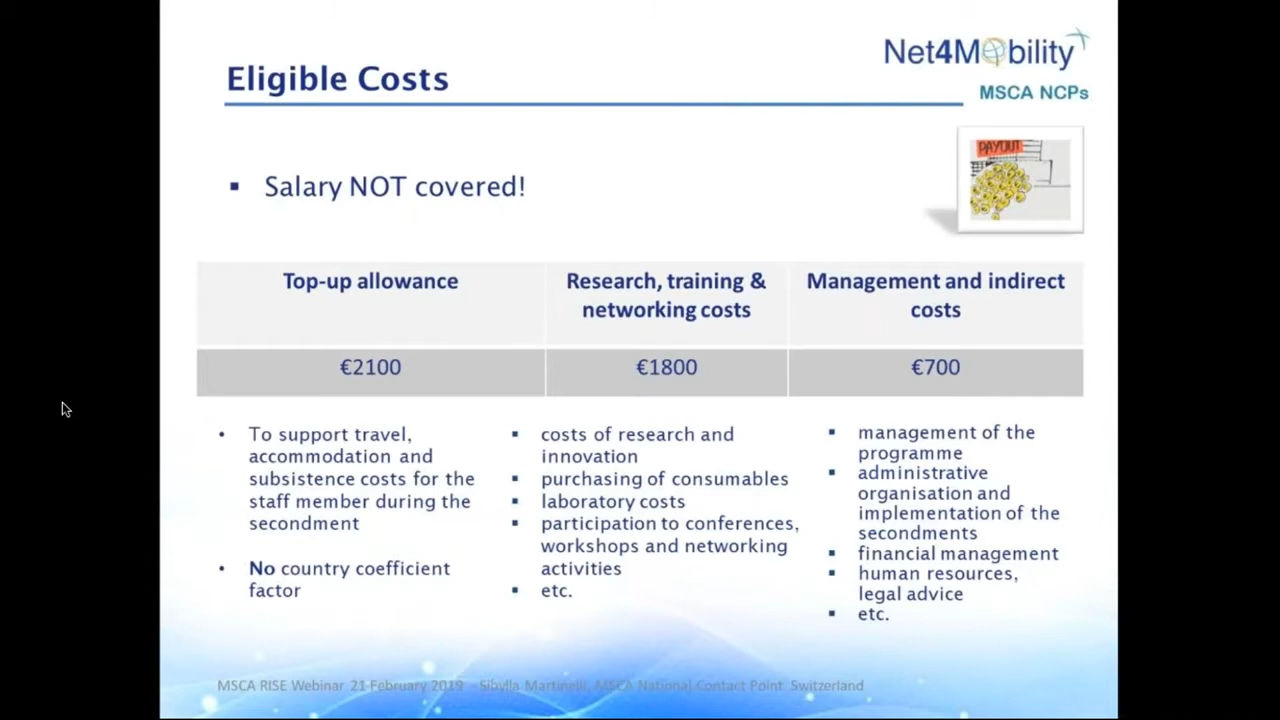 Net4Mobility
MSCA NCPs
Eligible Costs
PAYOUT
▪ Salary NOT covered!
Top-up allowance
Research, training &
networking costs
Management and indirect
costs
€2100
€1800
€700
• To support travel,
accommodation and
subsistence costs for the
staff member during the
secondment
• No country coefficient
factor
▪ costs of research and
innovation
▪ purchasing of consumables
▪ laboratory costs
▪ participation to conferences,
workshops and networking
activities
▪ etc.
▪ management of the
programme
▪ administrative
organisation and
implementation of the
secondments
▪ financial management
▪ human resources,
legal advice
▪ etc.
MSCA RISE Webinar 21 February 2019 - Sibylla Martinelli, MSCA National Contact Point Switzerland